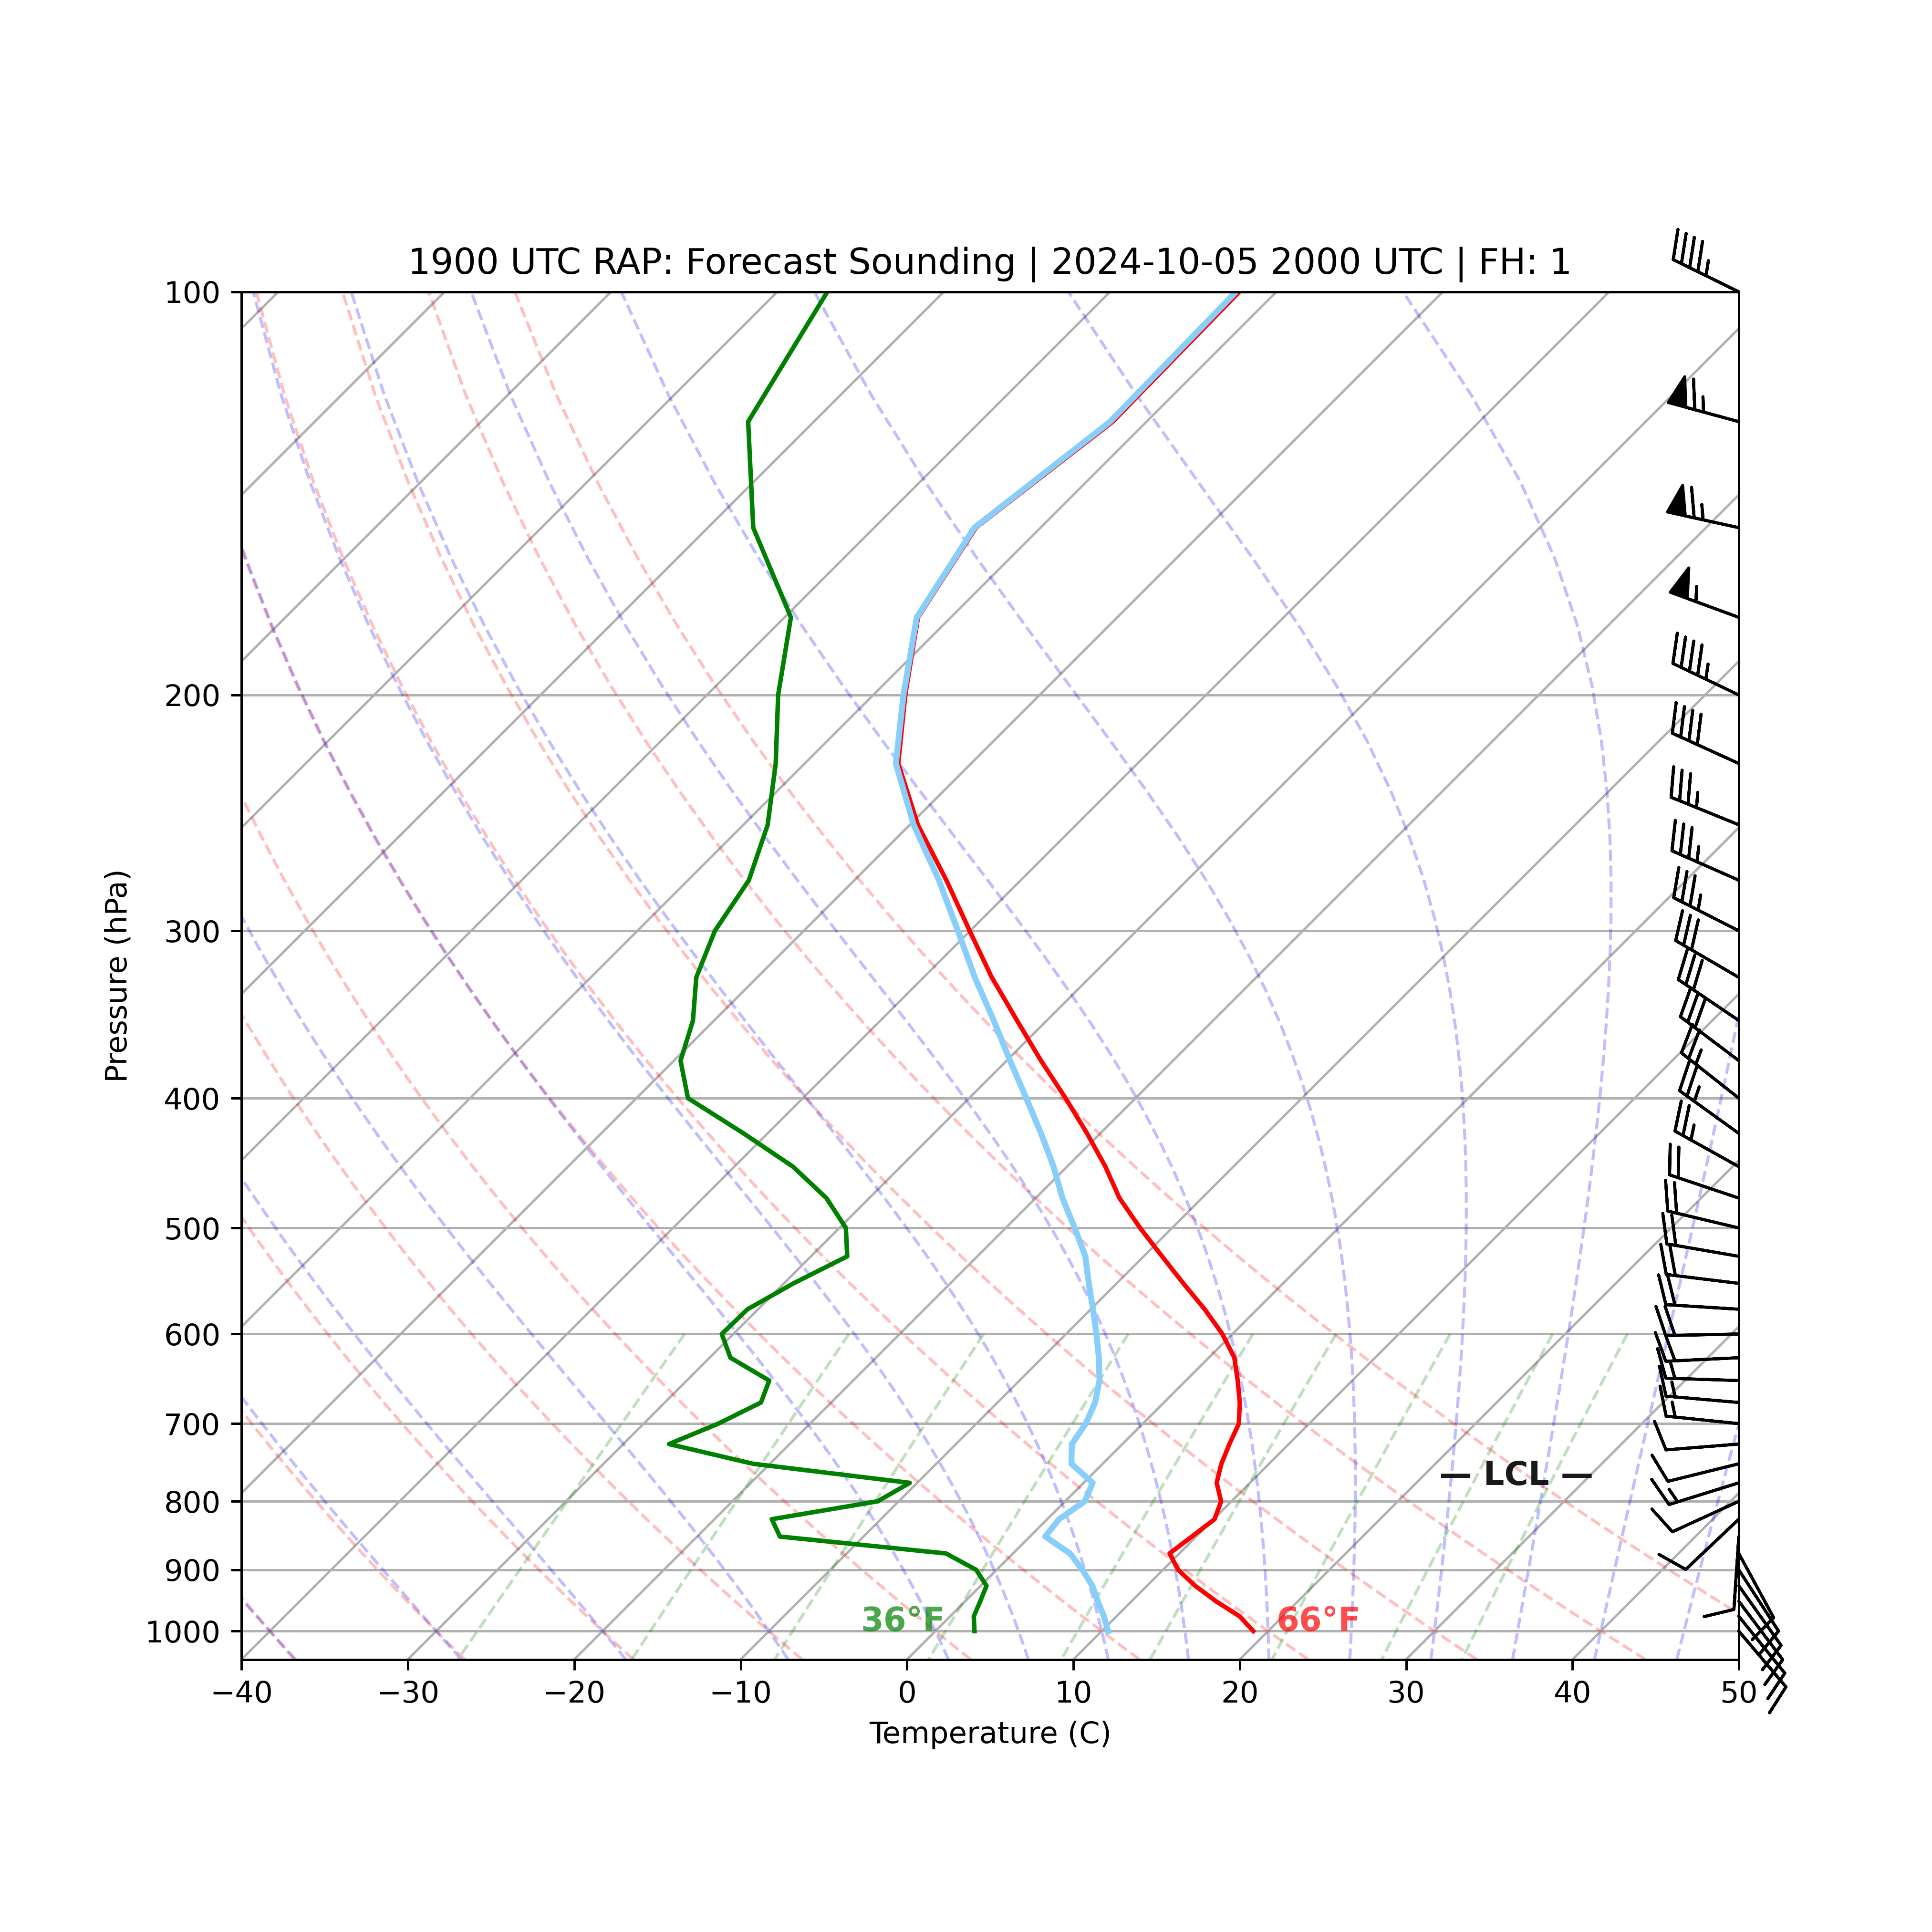 1900 UTC RAP: Forecast Sounding | 2024-10-05 2000 UTC | FH: 1
100
200
300
400
500
600
700
800
900
1000
Pressure (hPa)
— LCL —
36°F
66°F
−40 −30 −20 −10 0 10 20 30 40 50
Temperature (C)